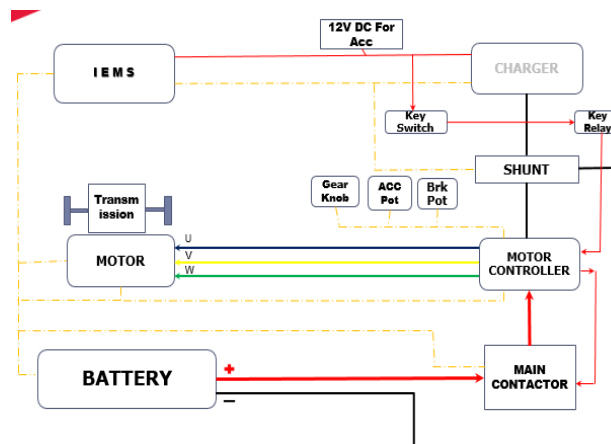 12V DC For
Acc
I E M S
CHARGER
Key
Switch
Key
Relay
SHUNT
Gear
Knob
ACC
Pot
Brk
Pot
Transm
ission
U
V
W
MOTOR
MOTOR
CONTROLLER
BATTERY
+
–
MAIN
CONTACTOR